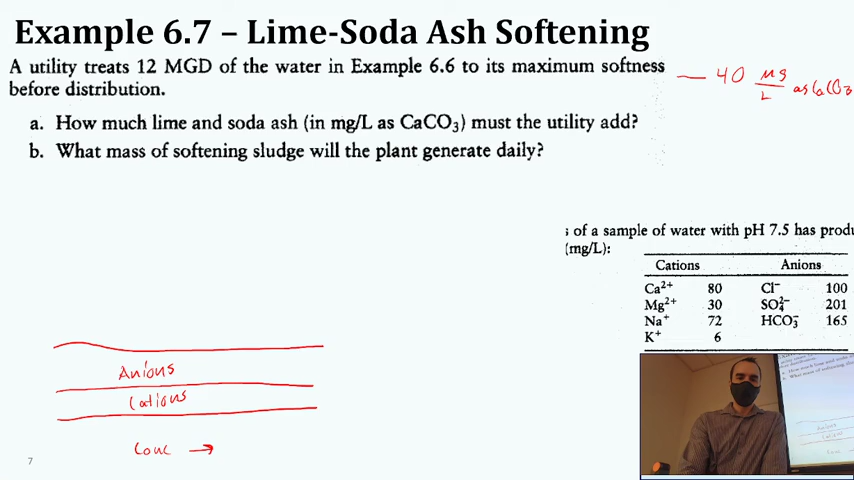 Example 6.7 – Lime-Soda Ash Softening
A utility treats 12 MGD of the water in Example 6.6 to its maximum softness
before distribution.
— 40 mg/L as CaCO3
a. How much lime and soda ash (in mg/L as CaCO₃) must the utility add?
b. What mass of softening sludge will the plant generate daily?
s of a sample of water with pH 7.5 has produ
(mg/L):
Cations Anions
Ca²⁺ 80 Cl⁻ 100
Mg²⁺ 30 SO₄²⁻ 201
Na⁺ 72 HCO₃⁻ 165
K⁺ 6
Anions
Cations
Conc →
7